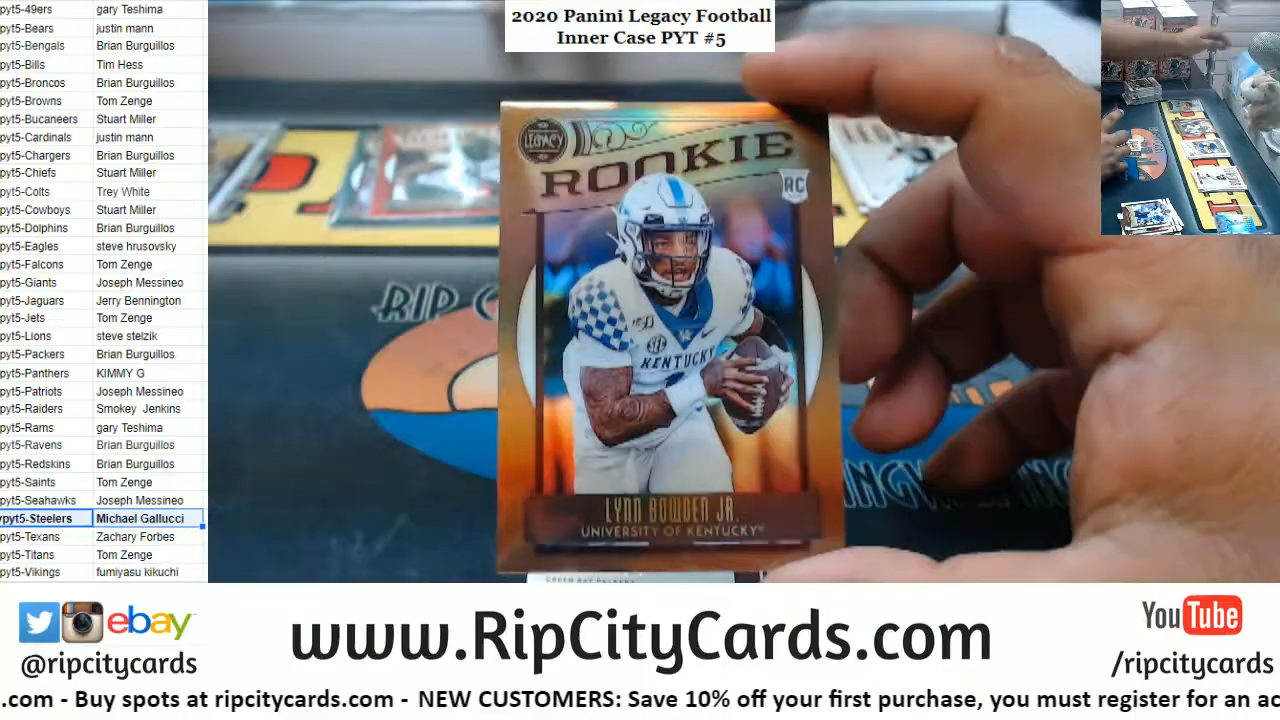 pyt5-49ers gary Teshima
pyt5-Bears justin mann
pyt5-Bengals Brian Burguillos
pyt5-Bills Tim Hess
pyt5-Broncos Brian Burguillos
pyt5-Browns Tom Zenge
pyt5-Bucaneers Stuart Miller
pyt5-Cardinals justin mann
pyt5-Chargers Brian Burguillos
pyt5-Chiefs Stuart Miller
pyt5-Colts Trey White
pyt5-Cowboys Stuart Miller
pyt5-Dolphins Brian Burguillos
pyt5-Eagles steve hrusovsky
pyt5-Falcons Tom Zenge
pyt5-Giants Joseph Messineo
pyt5-Jaguars Jerry Bennington
pyt5-Jets Tom Zenge
pyt5-Lions steve stelzik
pyt5-Packers Brian Burguillos
pyt5-Panthers KIMMY G
pyt5-Patriots Joseph Messineo
pyt5-Raiders Smokey Jenkins
pyt5-Rams gary Teshima
pyt5-Ravens Brian Burguillos
pyt5-Redskins Brian Burguillos
pyt5-Saints Tom Zenge
pyt5-Seahawks Joseph Messineo
pyt5-Steelers Michael Gallucci
pyt5-Texans Zachary Forbes
pyt5-Titans Tom Zenge
pyt5-Vikings fumiyasu kikuchi
2020 Panini Legacy Football
Inner Case PYT #5
LEGACY
ROOKIE
RC
RIP C
150
SEC
KENTUCKY
LYNN BOWDEN JR.
UNIVERSITY OF KENTUCKY
ebay
@ripcitycards
www.RipCityCards.com
YouTube
/ripcitycards
.com - Buy spots at ripcitycards.com - NEW CUSTOMERS: Save 10% off your first purchase, you must register for an ac